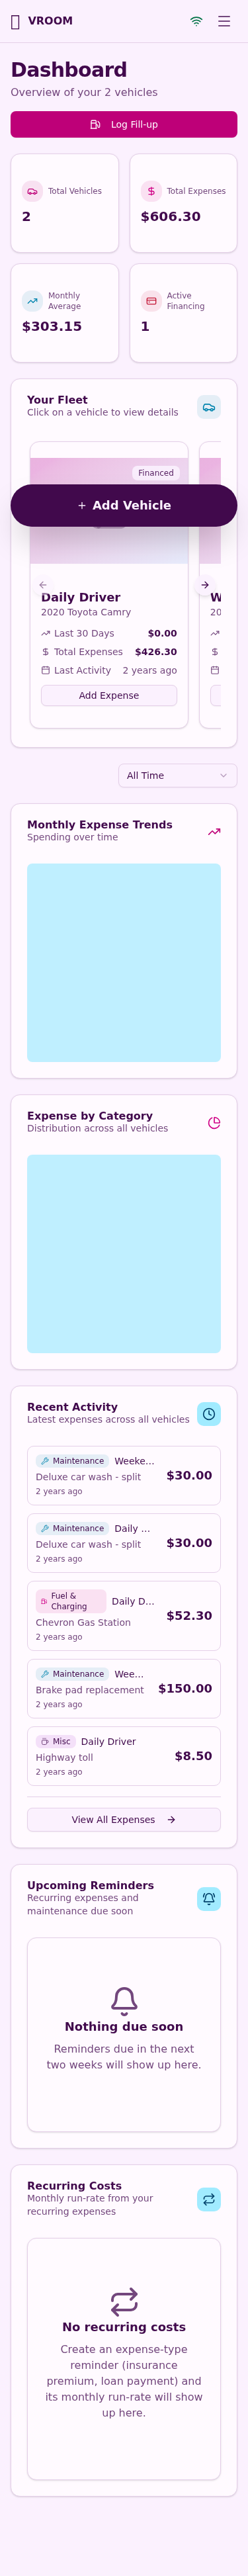 VROOM
Dashboard
Overview of your 2 vehicles
Log Fill-up
Total Vehicles
2
Total Expenses
$606.30
Monthly
Average
$303.15
Active
Financing
1
Your Fleet
Click on a vehicle to view details
Financed
+ Add Vehicle
Daily Driver
2020 Toyota Camry
Last 30 Days $0.00
Total Expenses $426.30
Last Activity 2 years ago
Add Expense
W
20
All Time
Monthly Expense Trends
Spending over time
Expense by Category
Distribution across all vehicles
Recent Activity
Latest expenses across all vehicles
Maintenance Weeke...
Deluxe car wash - split
2 years ago
$30.00
Maintenance Daily ...
Deluxe car wash - split
2 years ago
$30.00
Fuel &
Charging
Daily D...
Chevron Gas Station
2 years ago
$52.30
Maintenance Wee...
Brake pad replacement
2 years ago
$150.00
Misc Daily Driver
Highway toll
2 years ago
$8.50
View All Expenses
Upcoming Reminders
Recurring expenses and
maintenance due soon
Nothing due soon
Reminders due in the next
two weeks will show up here.
Recurring Costs
Monthly run-rate from your
recurring expenses
No recurring costs
Create an expense-type
reminder (insurance
premium, loan payment) and
its monthly run-rate will show
up here.